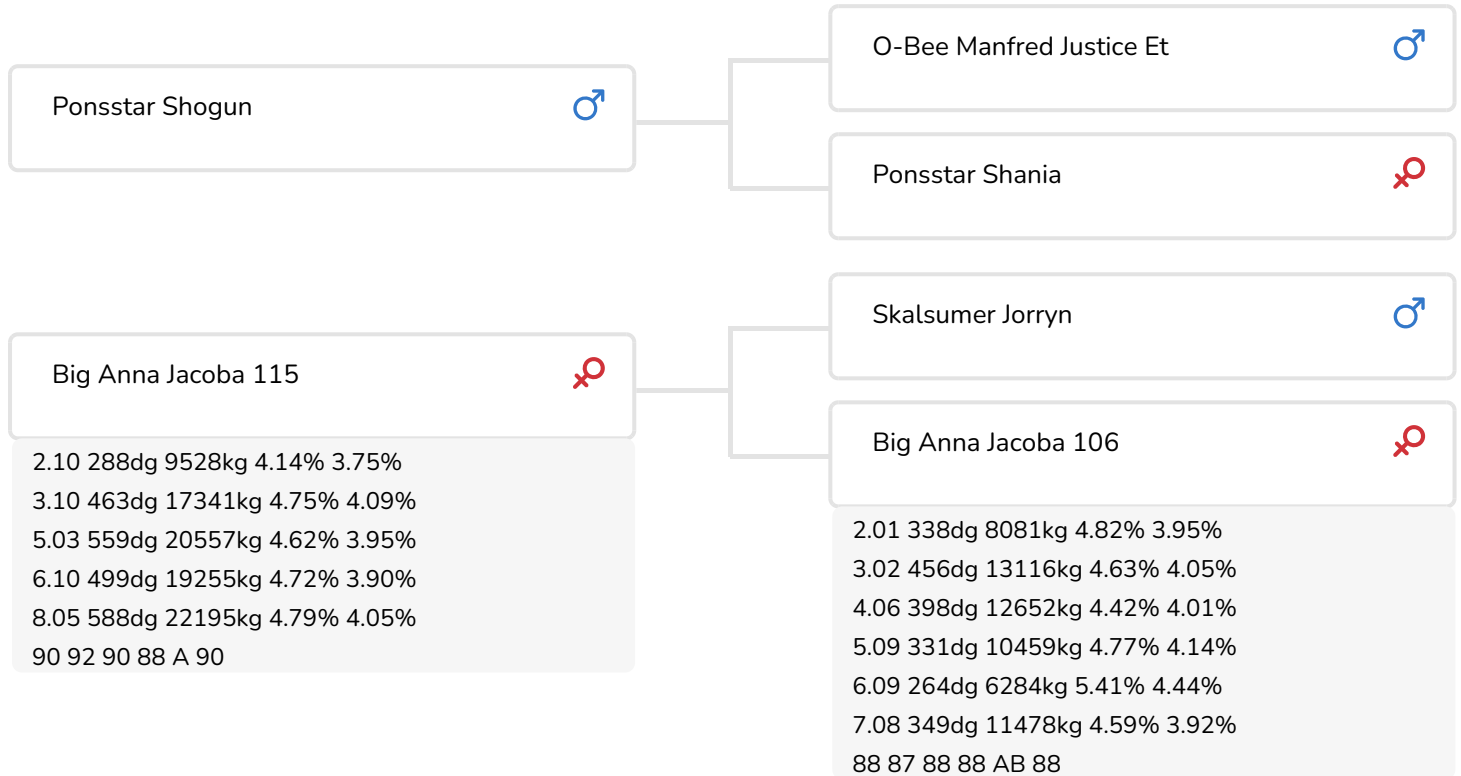 O-Bee Manfred Justice Et
Ponsstar Shogun
Ponsstar Shania
Skalsumer Jorryn
Big Anna Jacoba 115
2.10 288dg 9528kg 4.14% 3.75%
3.10 463dg 17341kg 4.75% 4.09%
5.03 559dg 20557kg 4.62% 3.95%
6.10 499dg 19255kg 4.72% 3.90%
8.05 588dg 22195kg 4.79% 4.05%
90 92 90 88 A 90
Big Anna Jacoba 106
2.01 338dg 8081kg 4.82% 3.95%
3.02 456dg 13116kg 4.63% 4.05%
4.06 398dg 12652kg 4.42% 4.01%
5.09 331dg 10459kg 4.77% 4.14%
6.09 264dg 6284kg 5.41% 4.44%
7.08 349dg 11478kg 4.59% 3.92%
88 87 88 88 AB 88